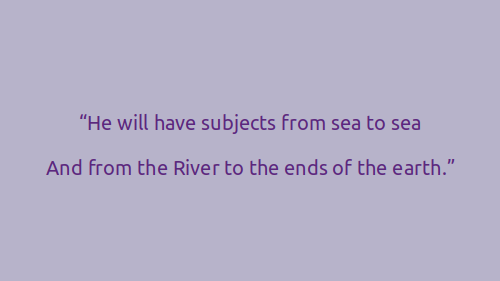 “He will have subjects from sea to sea
And from the River to the ends of the earth.”